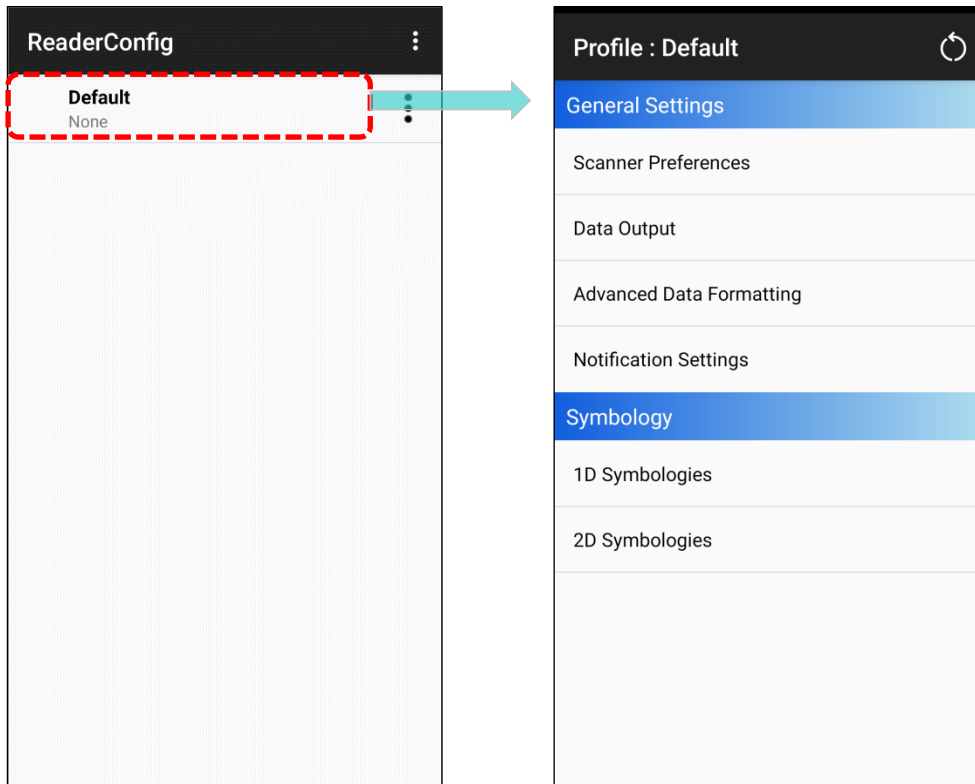 ReaderConfig
Default
None
Profile : Default
General Settings
Scanner Preferences
Data Output
Advanced Data Formatting
Notification Settings
Symbology
1D Symbologies
2D Symbologies